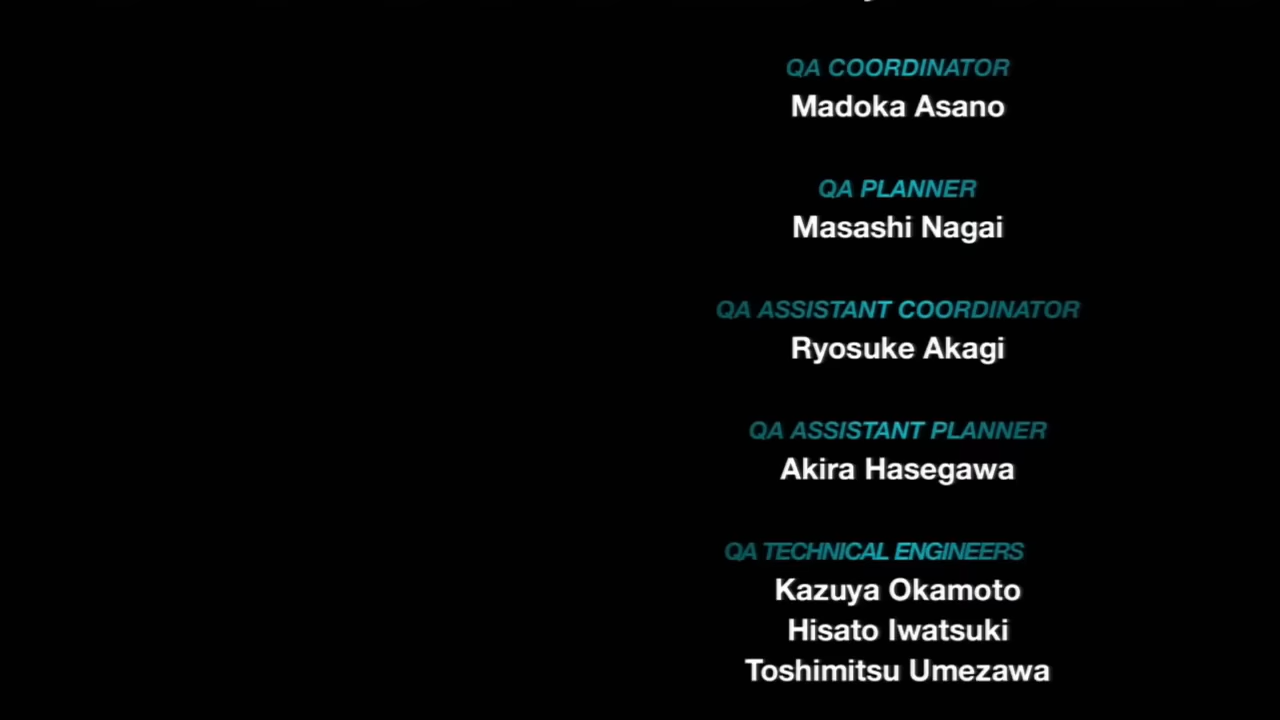 QA COORDINATOR
Madoka Asano
QA PLANNER
Masashi Nagai
QA ASSISTANT COORDINATOR
Ryosuke Akagi
QA ASSISTANT PLANNER
Akira Hasegawa
QA TECHNICAL ENGINEERS
Kazuya Okamoto
Hisato Iwatsuki
Toshimitsu Umezawa